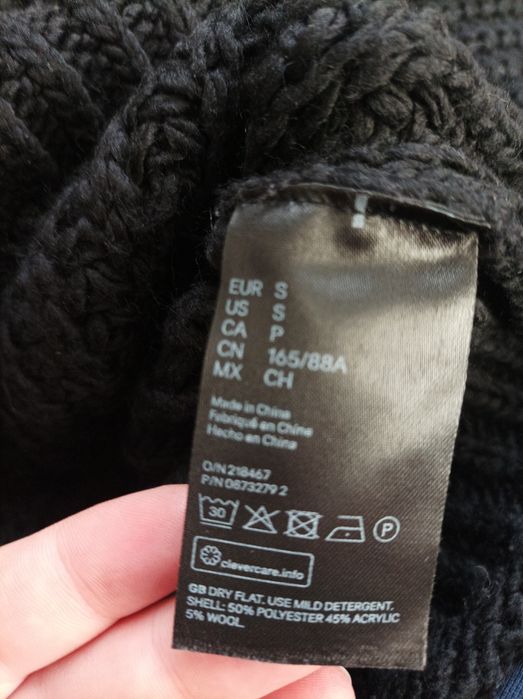 EUR S
US S
CA P
CN 165/88A
MX CH
Made in China
Fabriqué en Chine
Hecho en China
O/N 218467
P/N 0873279 2
30 P
clevercare.info
GB DRY FLAT. USE MILD DETERGENT.
SHELL: 50% POLYESTER 45% ACRYLIC
5% WOOL.